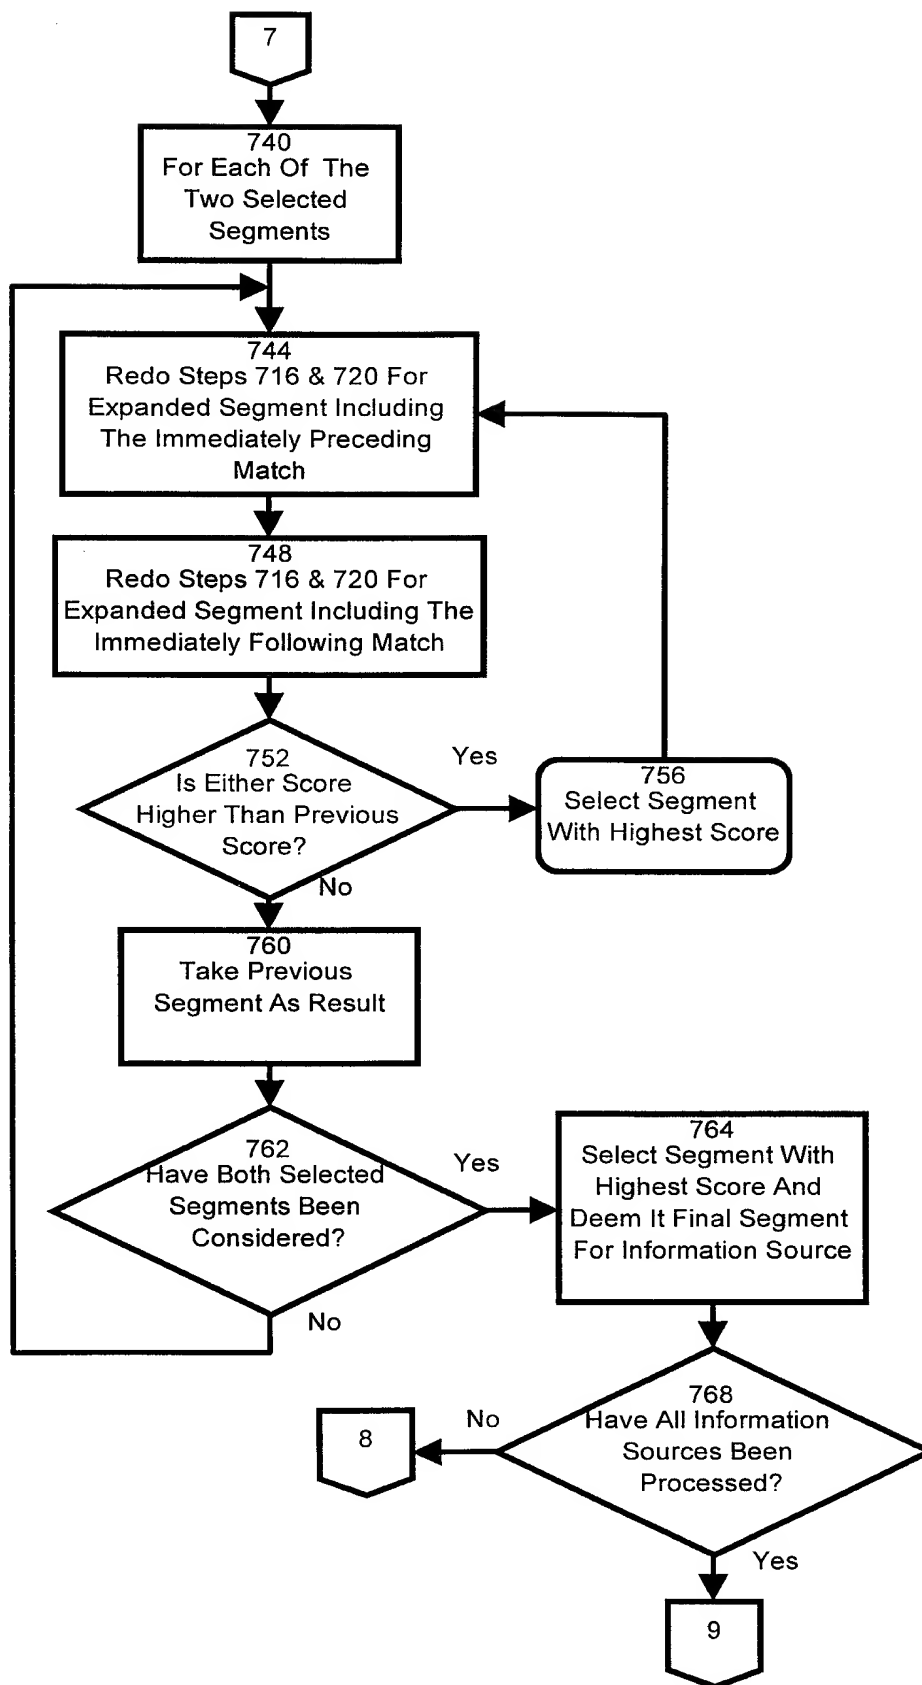 7
740
For Each Of The
Two Selected
Segments
744
Redo Steps 716 & 720 For
Expanded Segment Including
The Immediately Preceding
Match
748
Redo Steps 716 & 720 For
Expanded Segment Including The
Immediately Following Match
752
Is Either Score
Higher Than Previous
Score?
Yes
756
Select Segment
With Highest Score
No
760
Take Previous
Segment As Result
762
Have Both Selected
Segments Been
Considered?
Yes
764
Select Segment With
Highest Score And
Deem It Final Segment
For Information Source
No
768
Have All Information
Sources Been
Processed?
No
8
Yes
9